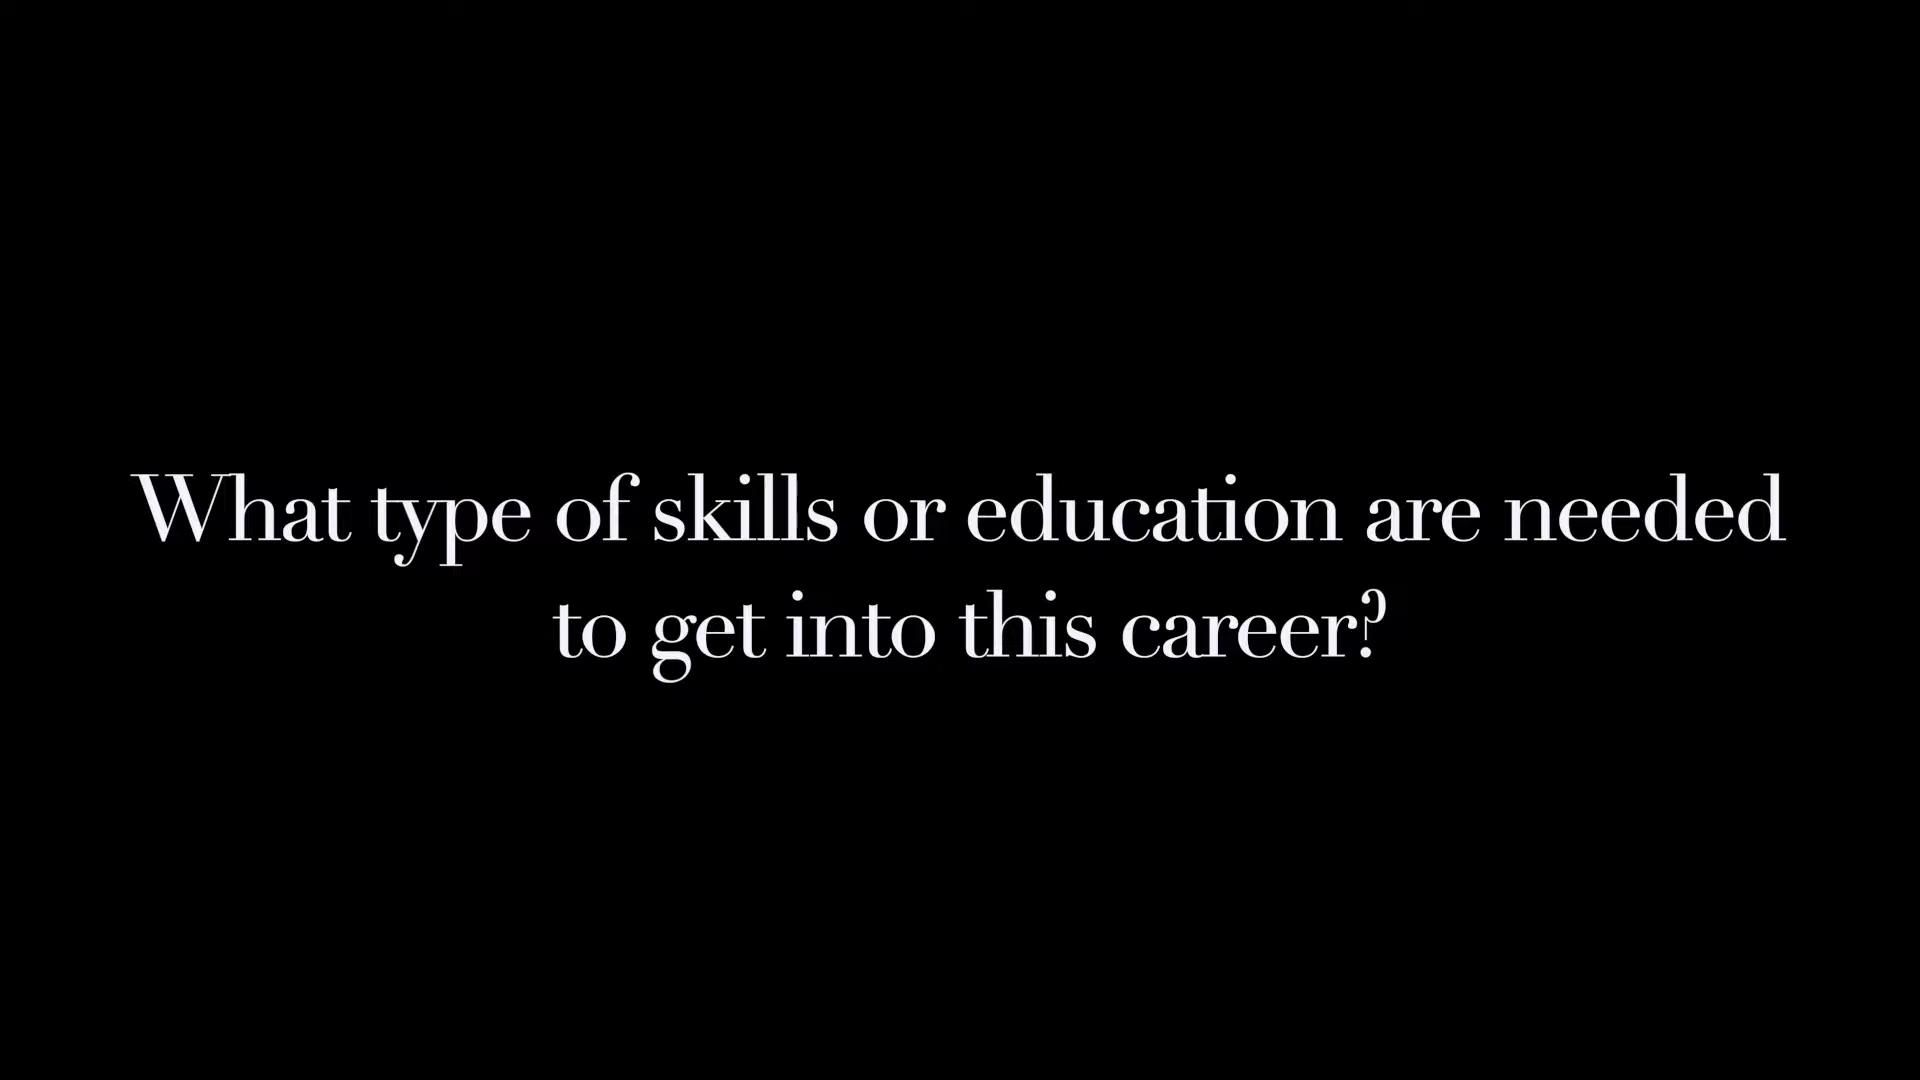 What type of skills or education are needed
to get into this career?